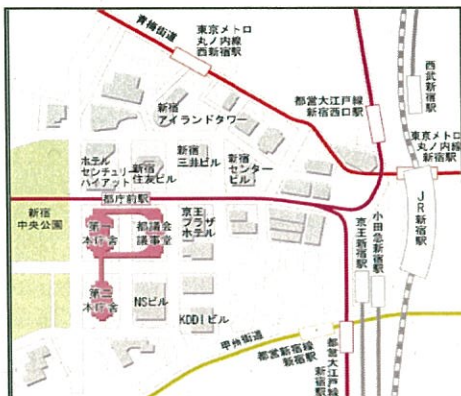 青梅街道
東京メトロ
丸ノ内線
西新宿駅
西武新宿駅
都営大江戸線
新宿西口駅
新宿
アイランドタワー
東京メトロ
丸ノ内線
新宿駅
ホテル
センチュリー
ハイアット
新宿
住友ビル
新宿
三井ビル
新宿
センター
ビル
都庁前駅
JR新宿駅
新宿
中央公園
第一
本庁舎
都議会
議事堂
京王
プラザ
ホテル
京王新宿駅
小田急新宿駅
第二
本庁舎
NSビル
KDDIビル
甲州街道
都営新宿線
新宿駅
都営大江戸線
新宿駅